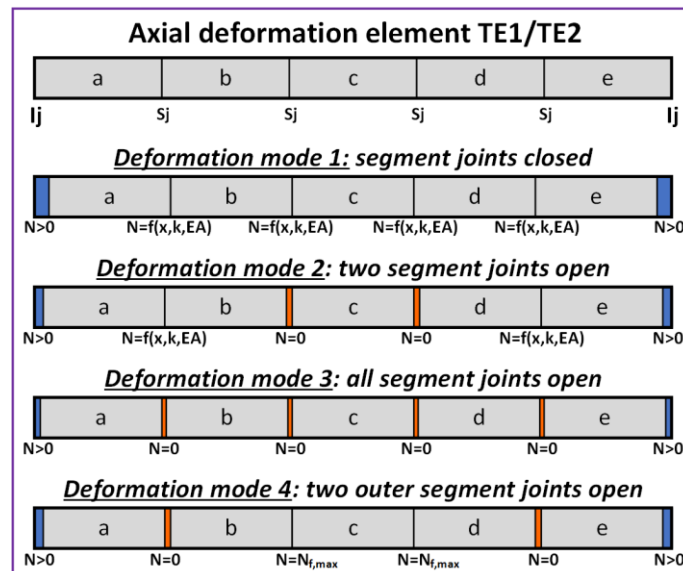 Axial deformation element TE1/TE2
a b c d e
Ij Sj Sj Sj Sj Ij
Deformation mode 1: segment joints closed
a b c d e
N>0 N=f(x,k,EA) N=f(x,k,EA) N=f(x,k,EA) N=f(x,k,EA) N>0
Deformation mode 2: two segment joints open
a b c d e
N>0 N=f(x,k,EA) N=0 N=0 N=f(x,k,EA) N>0
Deformation mode 3: all segment joints open
a b c d e
N>0 N=0 N=0 N=0 N=0 N>0
Deformation mode 4: two outer segment joints open
a b c d e
N>0 N=0 N=Nf,max N=Nf,max N=0 N>0